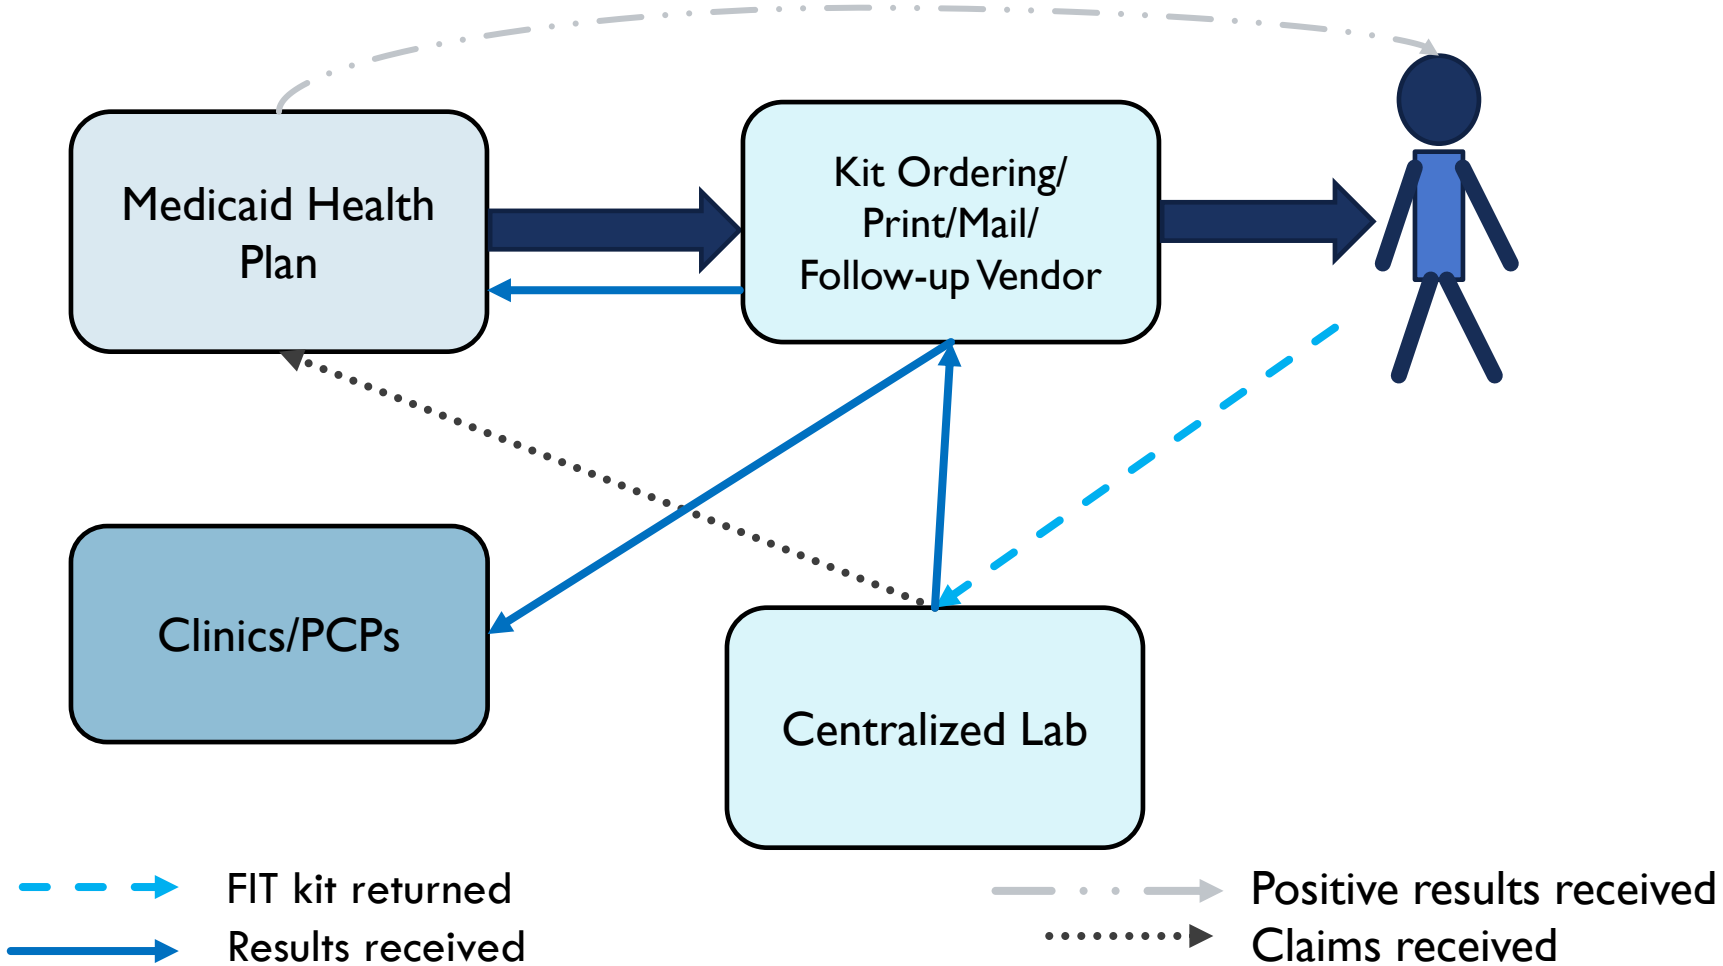 Medicaid Health
Plan
Kit Ordering/
Print/Mail/
Follow-up Vendor
Clinics/PCPs
Centralized Lab
FIT kit returned
Results received
Positive results received
Claims received